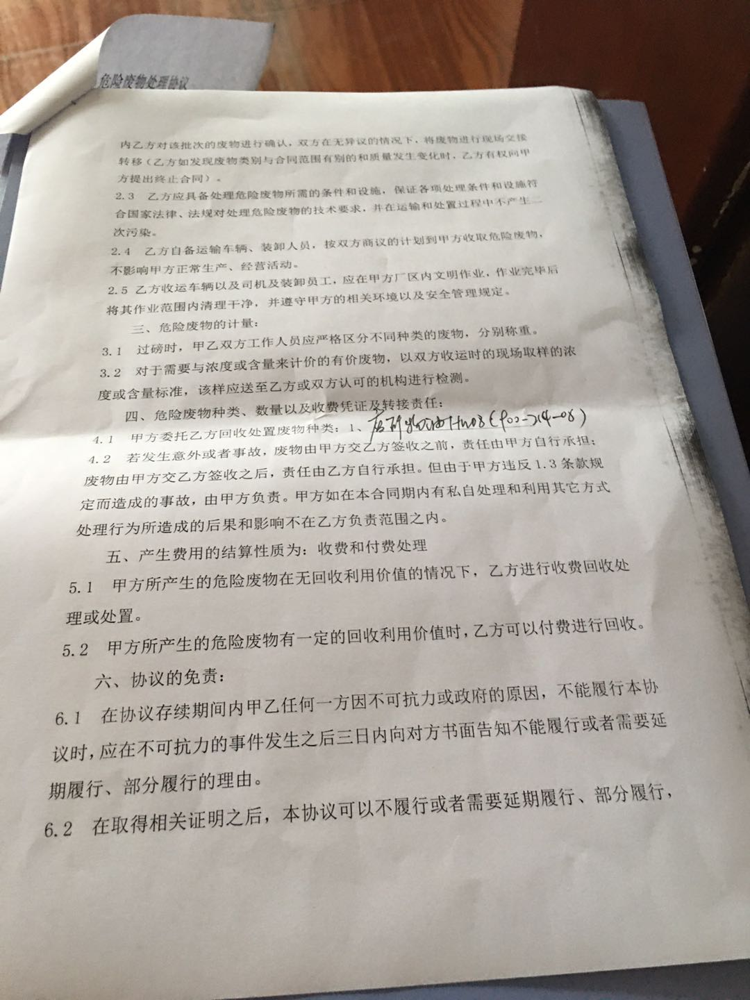 危险废物处理协议
内乙方对该批次的废物进行确认，双方在无异议的情况下，将废物进行现场交接
转移（乙方如发现废物类别与合同范围有别的和质量发生变化时，乙方有权向甲
方提出终止合同）。
2.3 乙方应具备处理危险废物所需的条件和设施，保证各项处理条件和设施符
合国家法律、法规对处理危险废物的技术要求，并在运输和处置过程中不产生二
次污染。
2.4 乙方自备运输车辆、装卸人员，按双方商议的计划到甲方收取危险废物，
不影响甲方正常生产、经营活动。
2.5 乙方收运车辆以及司机及装卸员工，应在甲方厂区内文明作业，作业完毕后
将其作业范围内清理干净，并遵守甲方的相关环境以及安全管理规定。
三、危险废物的计量：
3.1 过磅时，甲乙双方工作人员应严格区分不同种类的废物，分别称重。
3.2 对于需要与浓度或含量来计价的有价废物，以双方收运时的现场取样的浓
度或含量标准，该样应送至乙方或双方认可的机构进行检测。
四、危险废物种类、数量以及收费凭证及转接责任：
4.1 甲方委托乙方回收处置废物种类：1、废矿物油HW08（900-214-08）
4.2 若发生意外或者事故，废物由甲方交乙方签收之前，责任由甲方自行承担；
废物由甲方交乙方签收之后，责任由乙方自行承担。但由于甲方违反1.3条款规
定而造成的事故，由甲方负责。甲方如在本合同期内有私自处理和利用其它方式
处理行为所造成的后果和影响不在乙方负责范围之内。
五、产生费用的结算性质为：收费和付费处理
5.1 甲方所产生的危险废物在无回收利用价值的情况下，乙方进行收费回收处
理或处置。
5.2 甲方所产生的危险废物有一定的回收利用价值时，乙方可以付费进行回收。
六、协议的免责：
6.1 在协议存续期间内甲乙任何一方因不可抗力或政府的原因，不能履行本协
议时，应在不可抗力的事件发生之后三日内向对方书面告知不能履行或者需要延
期履行、部分履行的理由。
6.2 在取得相关证明之后，本协议可以不履行或者需要延期履行、部分履行，